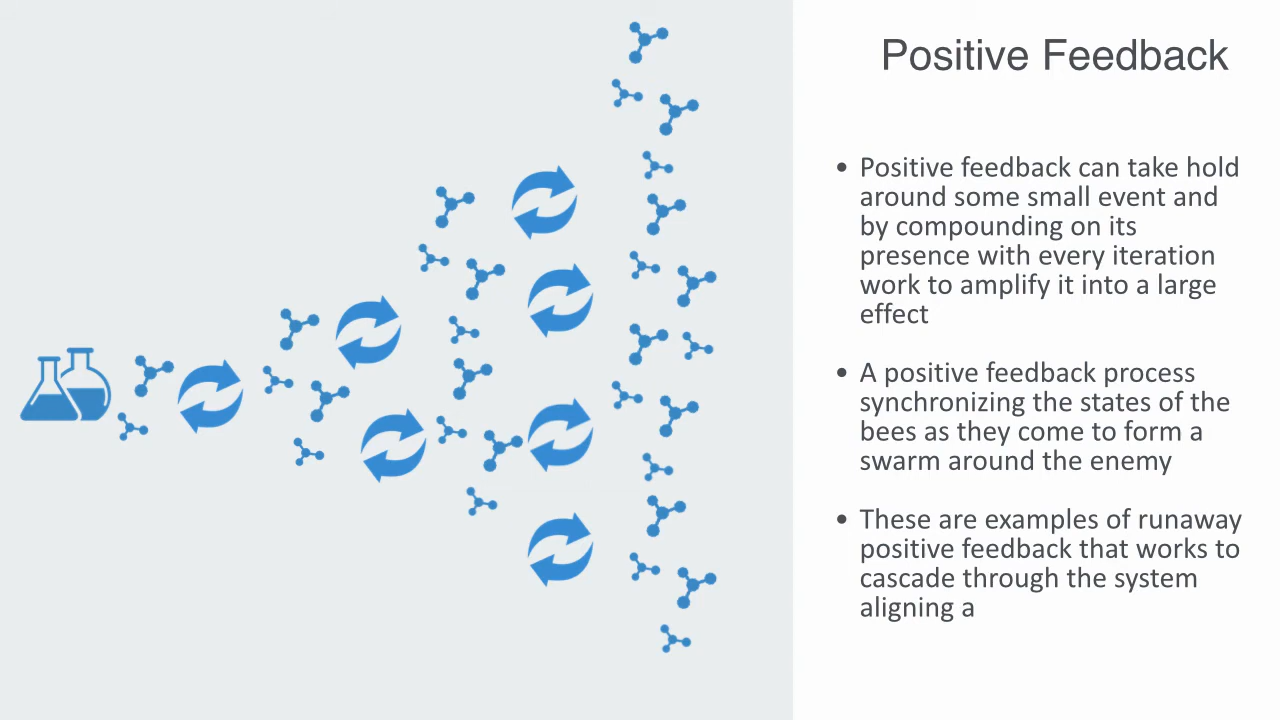 Positive Feedback
• Positive feedback can take hold
around some small event and
by compounding on its
presence with every iteration
work to amplify it into a large
effect
• A positive feedback process
synchronizing the states of the
bees as they come to form a
swarm around the enemy
• These are examples of runaway
positive feedback that works to
cascade through the system
aligning a